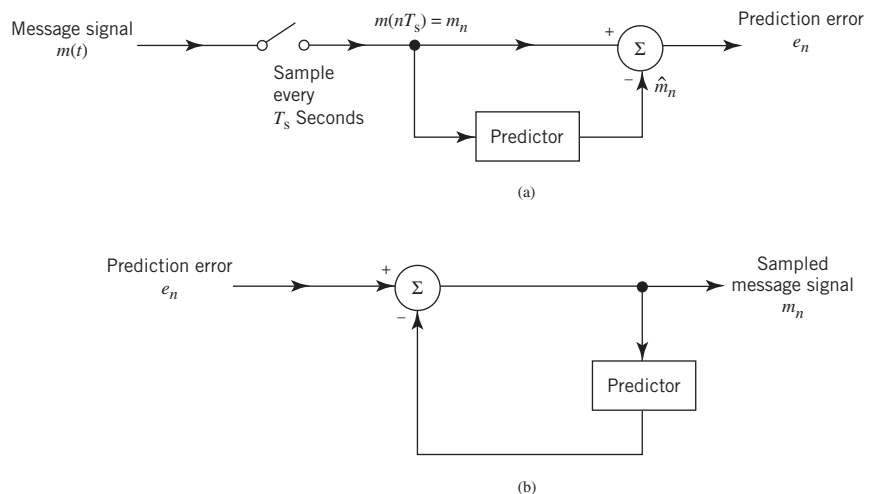 Message signal
m(t)
Sample
every
Tₛ Seconds
m(nTₛ) = mₙ
+
Σ
−
m̂ₙ
Prediction error
eₙ
Predictor
(a)
Prediction error
eₙ
+
Σ
−
Sampled
message signal
mₙ
Predictor
(b)